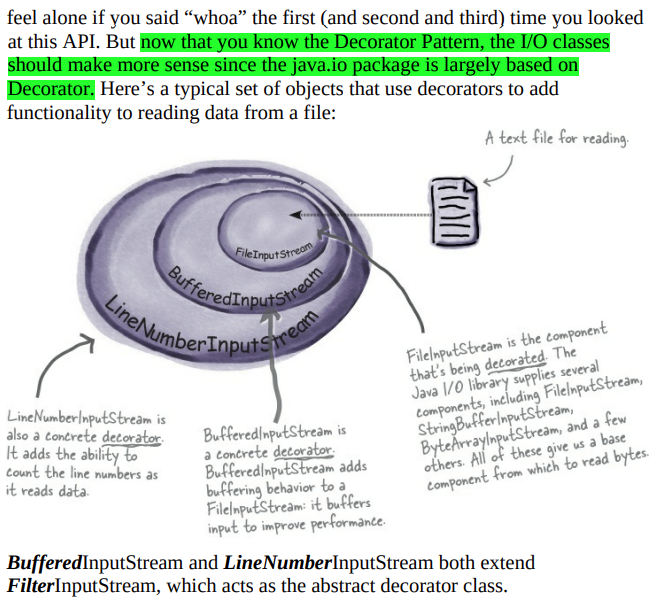 feel alone if you said “whoa” the first (and second and third) time you looked
at this API. But now that you know the Decorator Pattern, the I/O classes
should make more sense since the java.io package is largely based on
Decorator. Here’s a typical set of objects that use decorators to add
functionality to reading data from a file:
A text file for reading.
FileInputStream
BufferedInputStream
LineNumberInputStream
FileInputStream is the component
that's being decorated. The
Java I/O library supplies several
components, including FileInputStream,
StringBufferInputStream,
ByteArrayInputStream, and a few
others. All of these give us a base
component from which to read bytes.
LineNumberInputStream is
also a concrete decorator.
It adds the ability to
count the line numbers as
it reads data.
BufferedInputStream is
a concrete decorator.
BufferedInputStream adds
buffering behavior to a
FileInputStream: it buffers
input to improve performance.
BufferedInputStream and LineNumberInputStream both extend
FilterInputStream, which acts as the abstract decorator class.